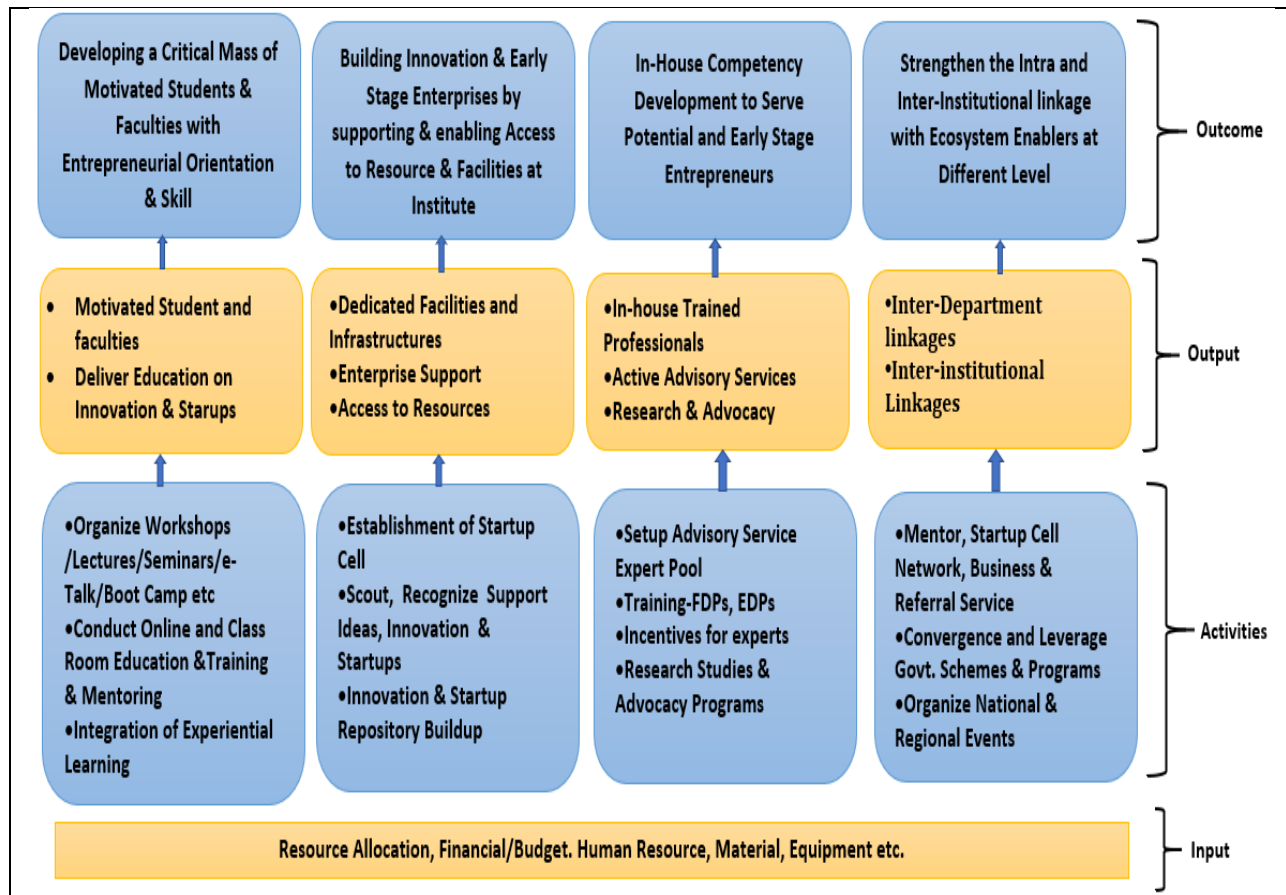 Developing a Critical Mass of
Motivated Students &
Faculties with
Entrepreneurial Orientation
& Skill
Building Innovation & Early
Stage Enterprises by
supporting & enabling Access
to Resource & Facilities at
Institute
In-House Competency
Development to Serve
Potential and Early Stage
Entrepreneurs
Strengthen the Intra and
Inter-Institutional linkage
with Ecosystem Enablers at
Different Level
Outcome
• Motivated Student and
faculties
• Deliver Education on
Innovation & Starups
•Dedicated Facilities and
Infrastructures
•Enterprise Support
•Access to Resources
•In-house Trained
Professionals
•Active Advisory Services
•Research & Advocacy
•Inter-Department
linkages
•Inter-institutional
Linkages
Output
•Organize Workshops
/Lectures/Seminars/e-
Talk/Boot Camp etc
•Conduct Online and Class
Room Education &Training
& Mentoring
•Integration of Experiential
Learning
•Establishment of Startup
Cell
•Scout, Recognize Support
Ideas, Innovation &
Startups
•Innovation & Startup
Repository Buildup
•Setup Advisory Service
Expert Pool
•Training-FDPs, EDPs
•Incentives for experts
•Research Studies &
Advocacy Programs
•Mentor, Startup Cell
Network, Business &
Referral Service
•Convergence and Leverage
Govt. Schemes & Programs
•Organize National &
Regional Events
Activities
Resource Allocation, Financial/Budget. Human Resource, Material, Equipment etc.
Input